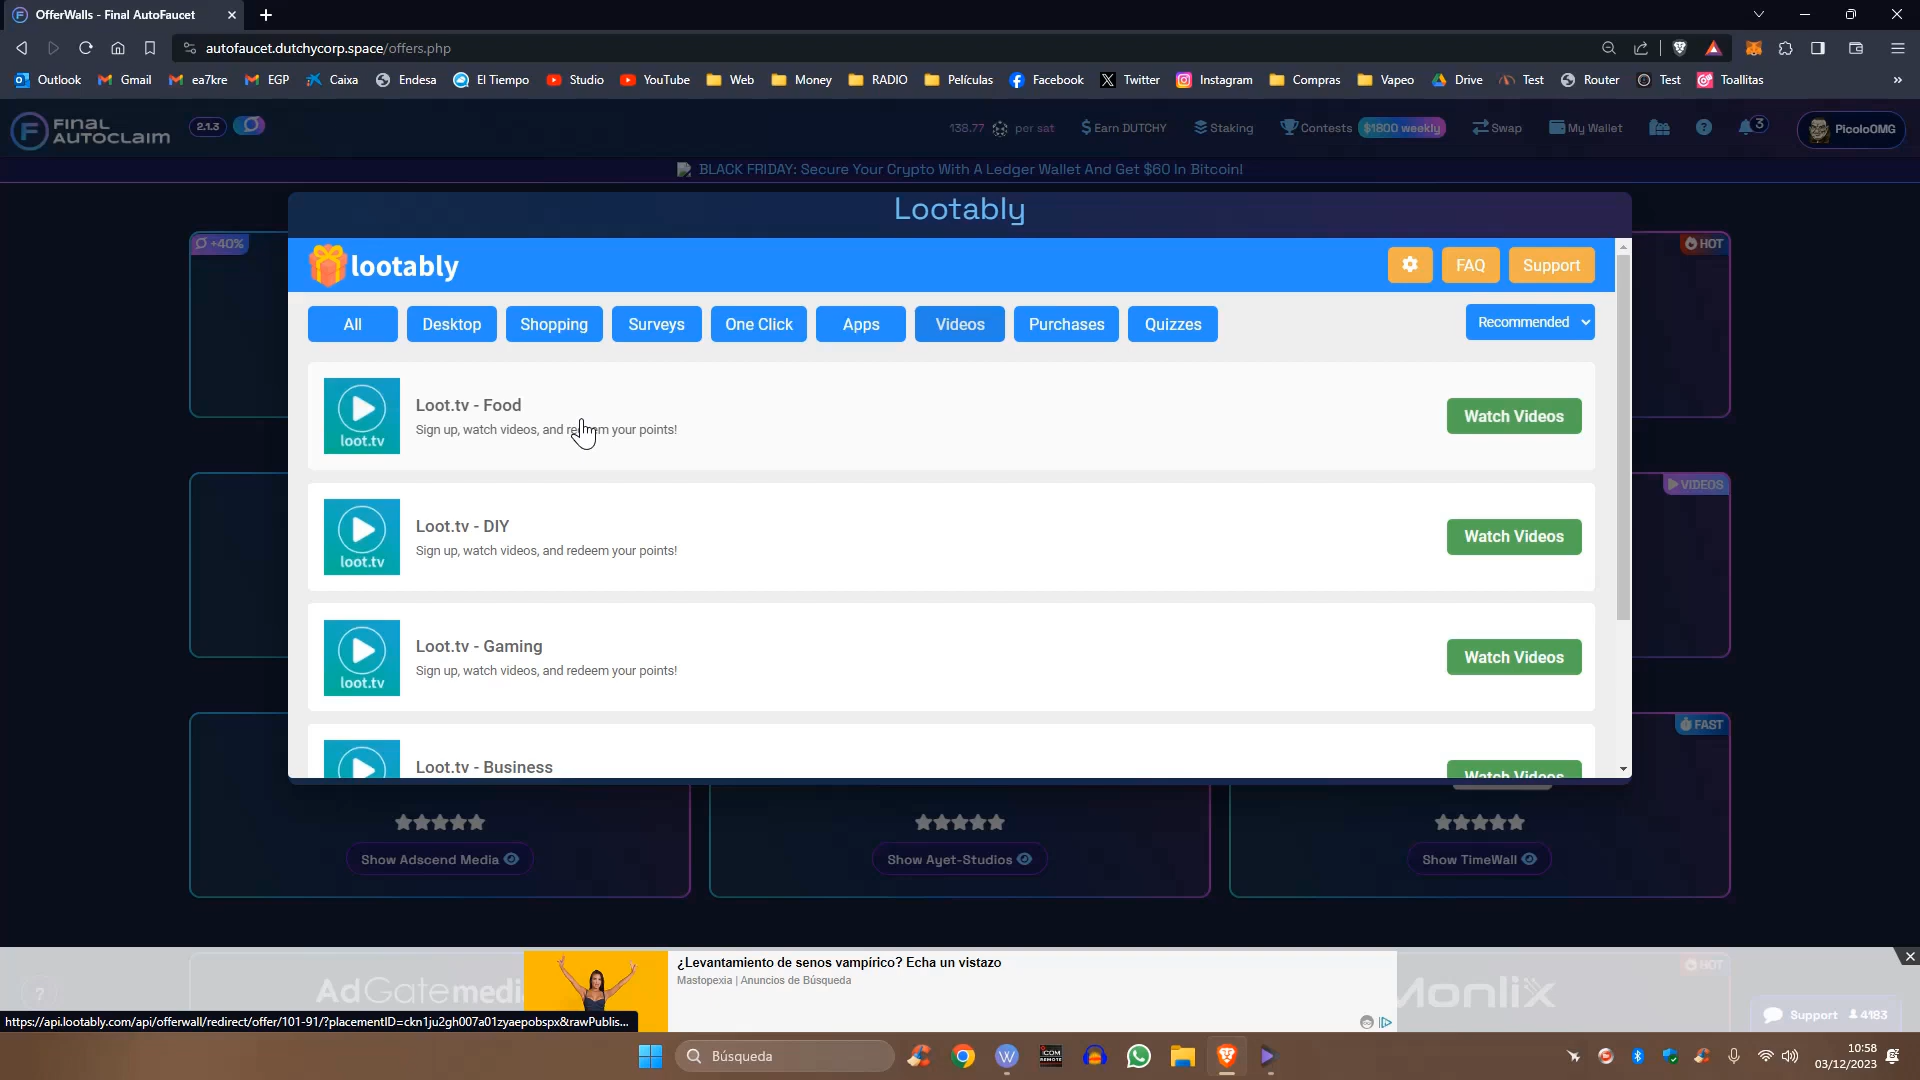 OfferWalls - Final AutoFaucet
autofaucet.dutchycorp.space/offers.php
Outlook Gmail ea7kre EGP Caixa Endesa El Tiempo Studio YouTube Web Money RADIO Películas Facebook Twitter Instagram Compras Vapeo Drive Test Router Test Toallitas »
FINAL AUTOCLAIM 2.1.3 138.77 per sat $ Earn DUTCHY Staking Contests $1800 weekly Swap My Wallet 3 PicoloOMG
BLACK FRIDAY: Secure Your Crypto With A Ledger Wallet And Get $60 In Bitcoin!
Lootably
+40% HOT
lootably FAQ Support
All Desktop Shopping Surveys One Click Apps Videos Purchases Quizzes Recommended
Loot.tv - Food
Sign up, watch videos, and redeem your points!
loot.tv
Watch Videos
VIDEOS
Loot.tv - DIY
Sign up, watch videos, and redeem your points!
loot.tv
Watch Videos
Loot.tv - Gaming
Sign up, watch videos, and redeem your points!
loot.tv
Watch Videos
FAST
Loot.tv - Business
Watch Videos
Show Adscend Media Show Ayet-Studios Show TimeWall
¿Levantamiento de senos vampírico? Echa un vistazo
Mastopexia | Anuncios de Búsqueda
HOT
? AdGatemedi Monlix
Support 4183
https://api.lootably.com/api/offerwall/redirect/offer/101-91/?placementID=ckn1ju2gh007a01zyaepobspx&rawPublis...
Búsqueda
10:58
03/12/2023